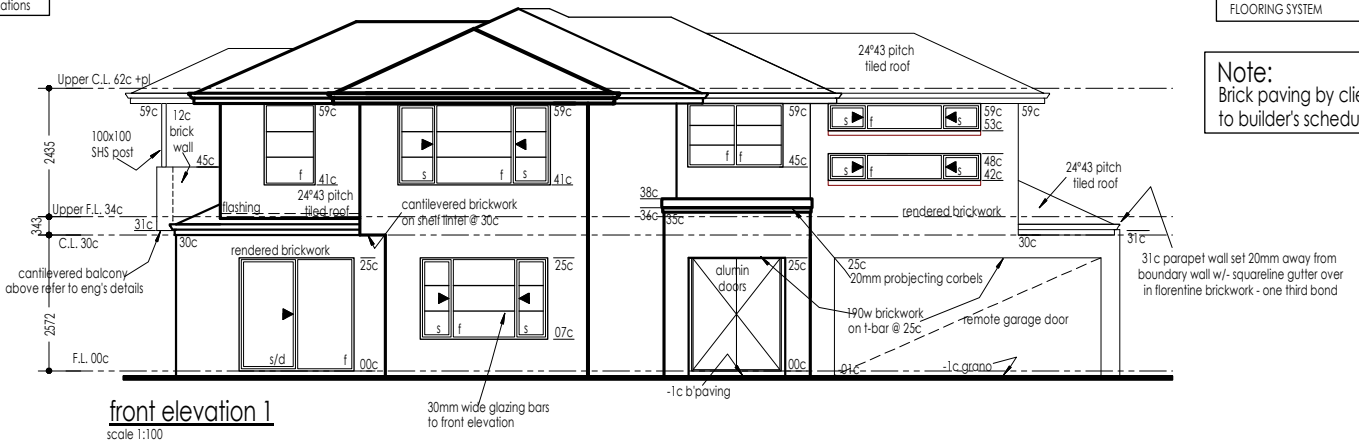 ations
FLOORING SYSTEM
Note:
Brick paving by clie
to builder's schedu
24°43 pitch
tiled roof
Upper C.L. 62c +pl
59c
12c
brick
wall
100x100
SHS post
45c
2435
59c
f
41c
59c
s
f
f
s
41c
59c
f
f
45c
s
f
s
59c
53c
s
f
s
48c
42c
59c
24°43 pitch
tiled roof
24°43 pitch
tiled roof
flashing
Upper F.L. 34c
343
31c
C.L. 30c
30c
cantilevered brickwork
on shelf lintel @ 30c
38c
36c
35c
rendered brickwork
30c
31c
cantilevered balcony
above refer to eng's details
rendered brickwork
25c
25c
alumin
doors
25c
25c
20mm probjecting corbels
31c parapet wall set 20mm away from
boundary wall w/- squareline gutter over
in florentine brickwork - one third bond
190w brickwork
on t-bar @ 25c
remote garage door
2572
s
f
s
07c
F.L. 00c
s/d
f
00c
00c
01c
-1c grano
-1c b'paving
30mm wide glazing bars
to front elevation
front elevation 1
scale 1:100